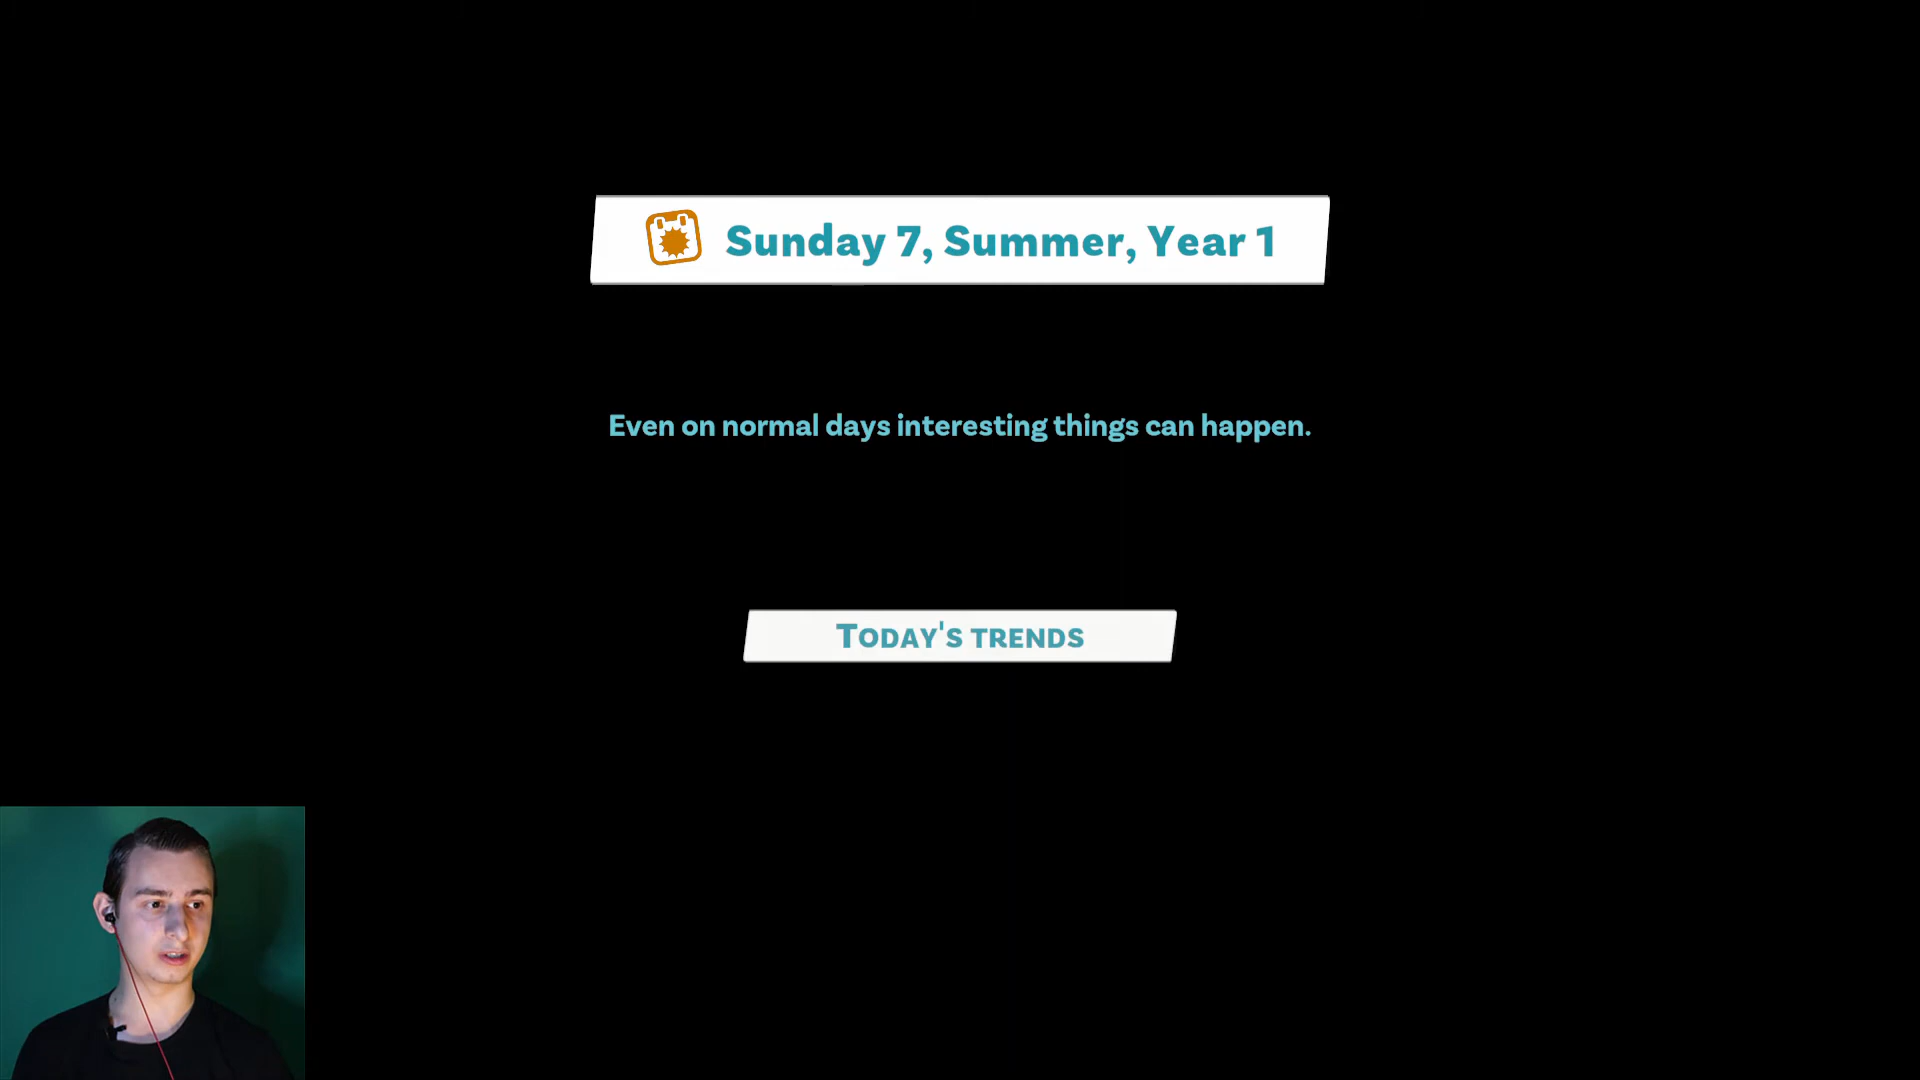 Sunday 7, Summer, Year 1
Even on normal days interesting things can happen.
TODAY'S TRENDS